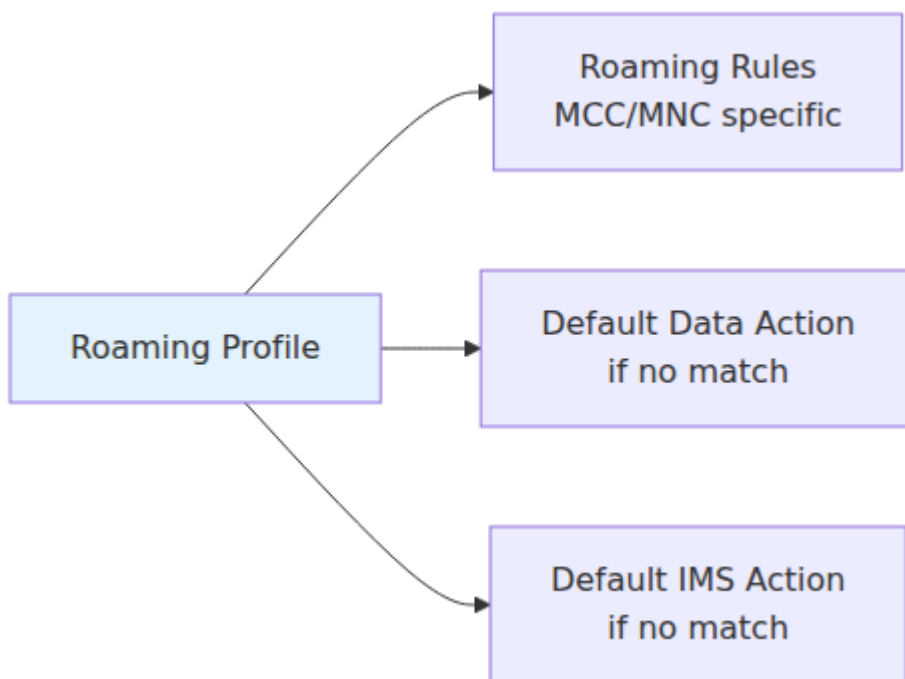 Roaming Rules
MCC/MNC specific
Roaming Profile
Default Data Action
if no match
Default IMS Action
if no match